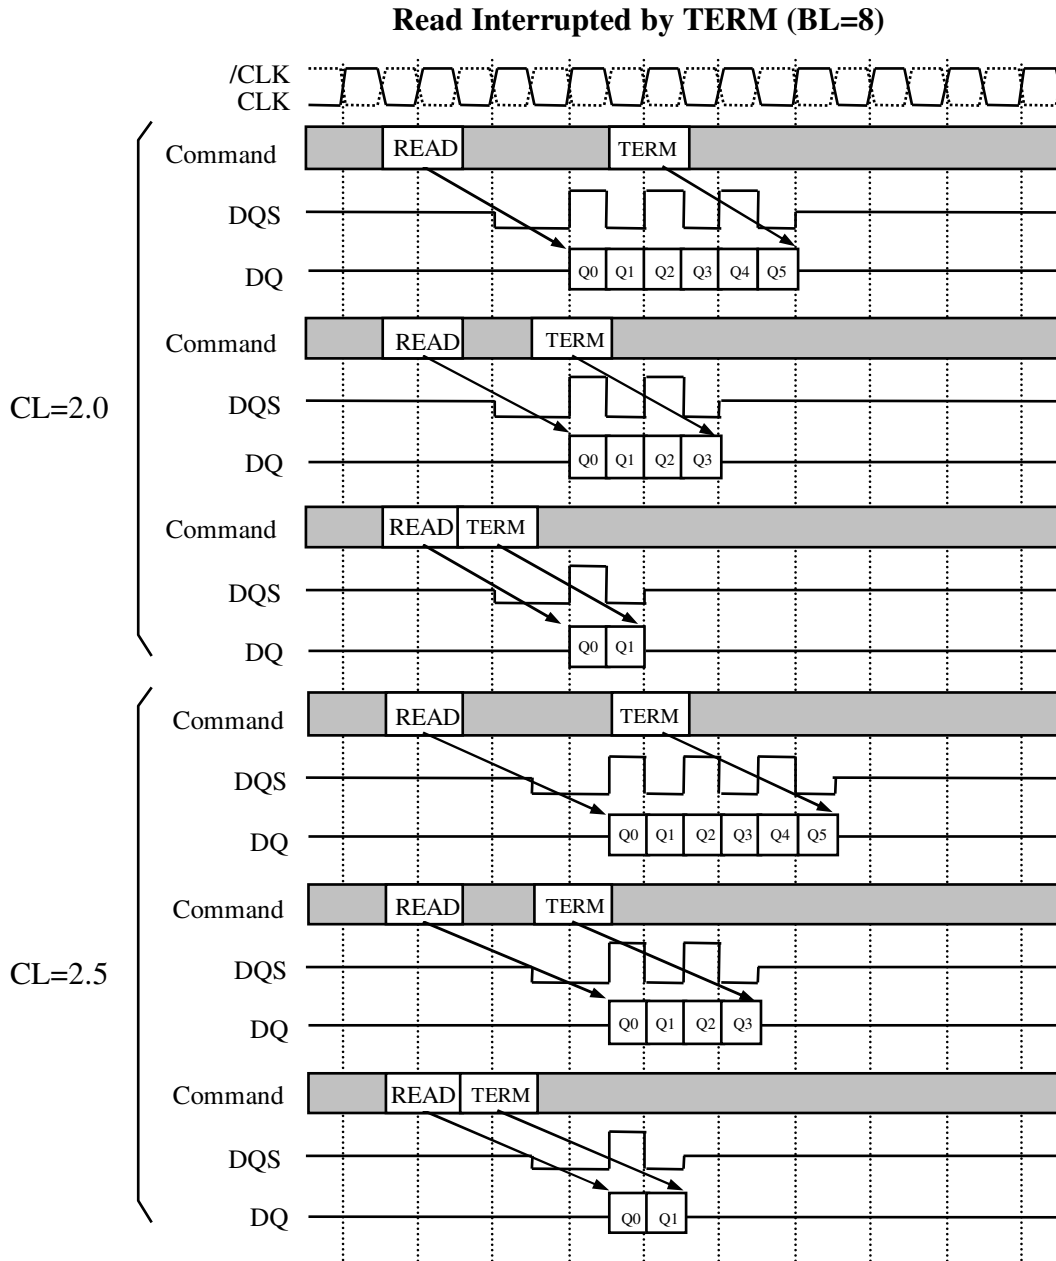 Read Interrupted by TERM (BL=8)
/CLK
CLK
Command READ TERM
DQS
DQ Q0 Q1 Q2 Q3 Q4 Q5
Command READ TERM
CL=2.0
DQS
DQ Q0 Q1 Q2 Q3
Command READ TERM
DQS
DQ Q0 Q1
Command READ TERM
DQS
DQ Q0 Q1 Q2 Q3 Q4 Q5
Command READ TERM
CL=2.5
DQS
DQ Q0 Q1 Q2 Q3
Command READ TERM
DQS
DQ Q0 Q1